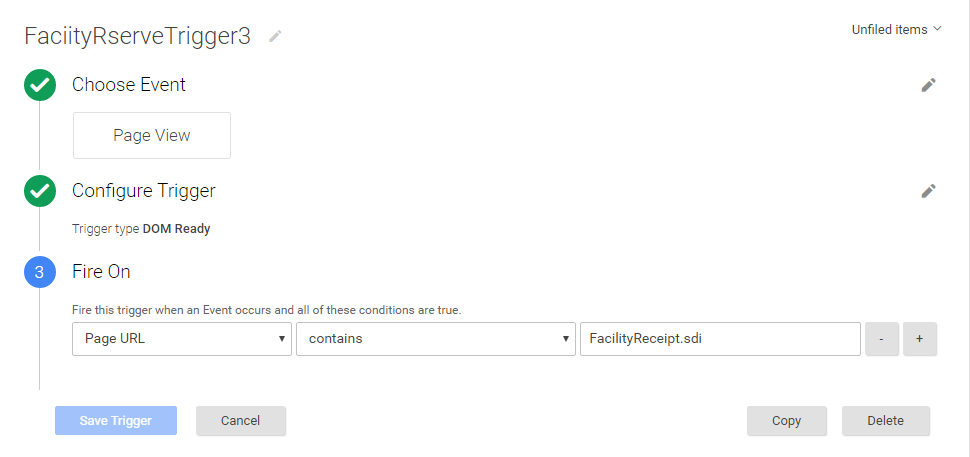 FaciityRserveTrigger3
Unfiled items
Choose Event
Page View
Configure Trigger
Trigger type DOM Ready
3 Fire On
Fire this trigger when an Event occurs and all of these conditions are true.
Page URL contains FacilityReceipt.sdi - +
Save Trigger Cancel Copy Delete